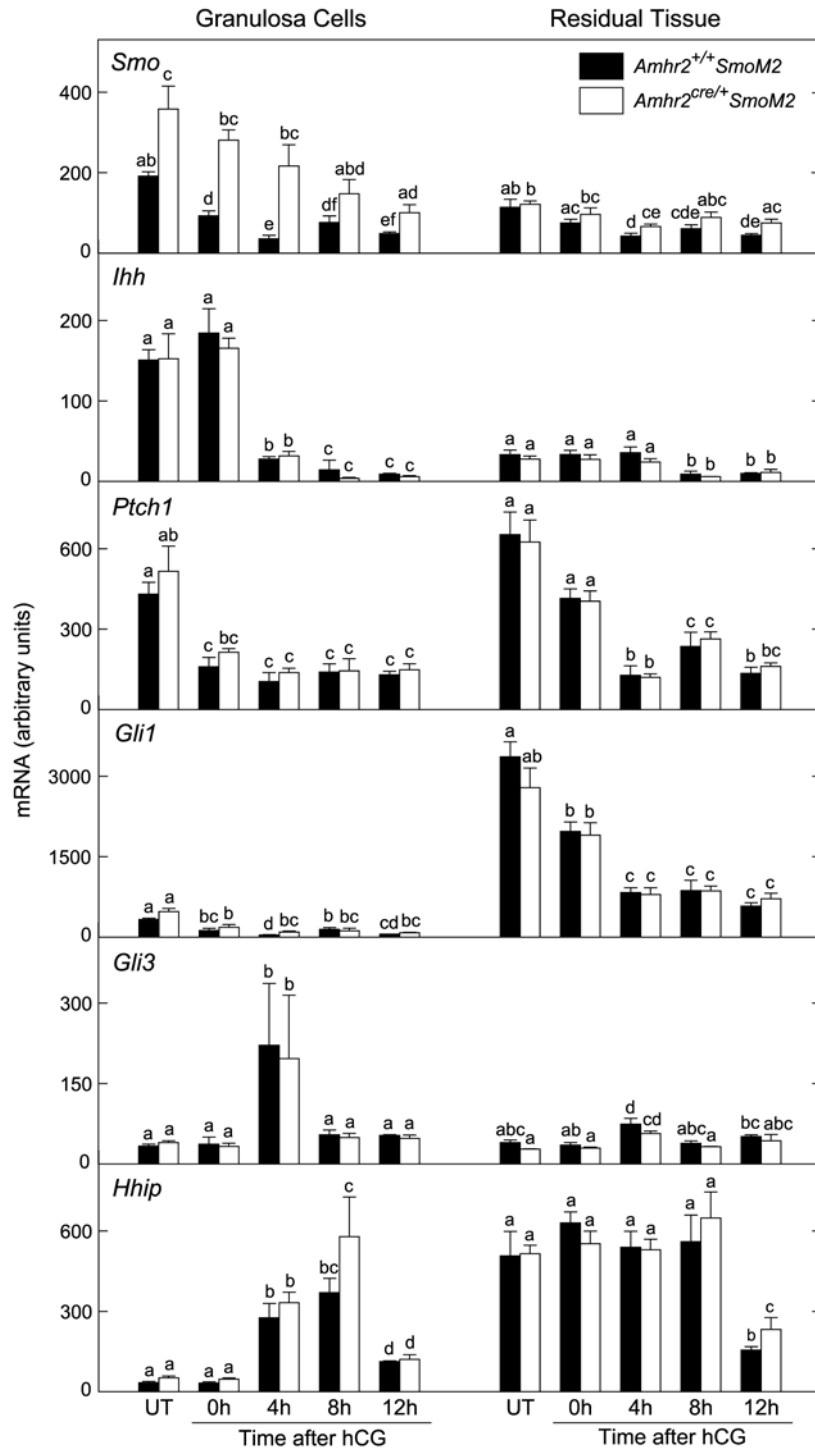 Granulosa Cells Residual Tissue
Smo
Amhr2+/+SmoM2
Amhr2cre/+SmoM2
400
200
0
ab c d bc e bc df abd ef ad
ab b ac bc d ce cde abc de ac
Ihh
200
100
0
a a a a b b c c c c
a a a a a a b b b b
Ptch1
600
300
0
a ab c bc c c c c c c
a a a a b b c c b bc
Gli1
3000
1500
0
a a bc b d bc b bc cd bc
a ab b b c c c c c c
Gli3
300
150
0
a a a a b b a a a a
abc a ab a d cd abc a bc abc
Hhip
600
300
0
a a a a b b bc c d d
a a a a a a a a b c
mRNA (arbitrary units)
UT 0h 4h 8h 12h UT 0h 4h 8h 12h
Time after hCG Time after hCG